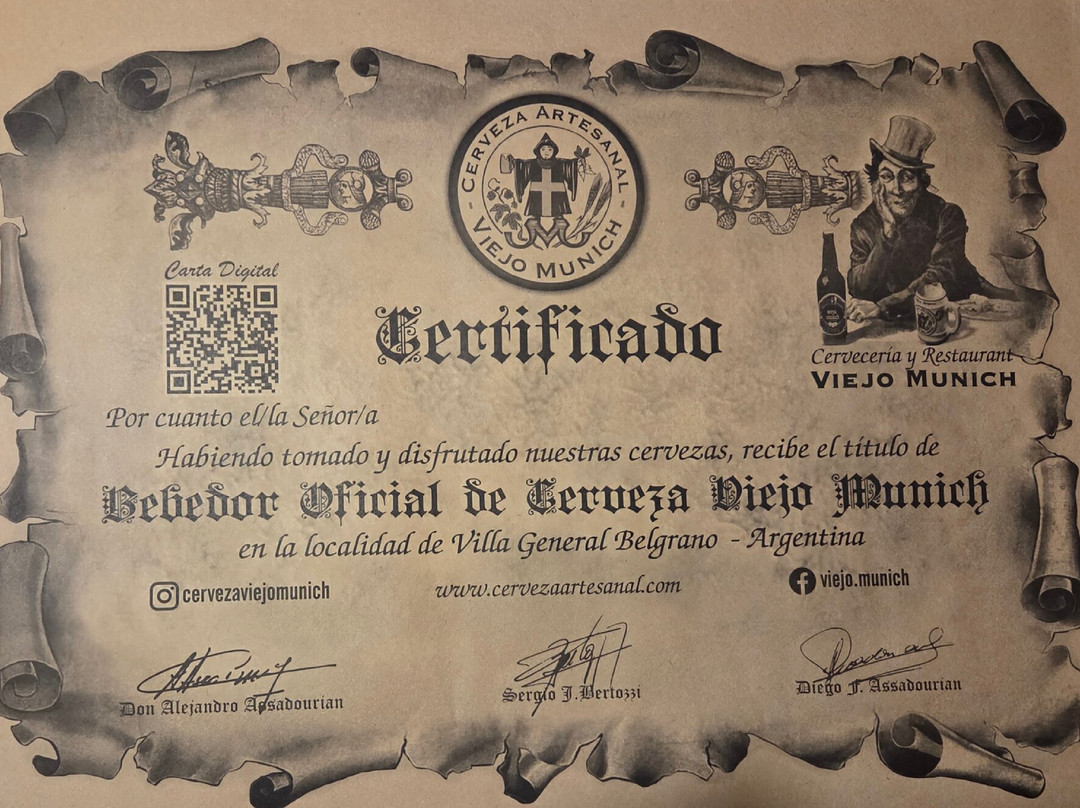 - CERVEZA ARTESANAL -
VIEJO MUNICH
Carta Digital
Certificado
Cervecería y Restaurant
VIEJO MUNICH
Por cuanto el/la Señor/a
Habiendo tomado y disfrutado nuestras cervezas, recibe el título de
Bebedor Oficial de Cerveza Viejo Munich
en la localidad de Villa General Belgrano - Argentina
cervezaviejomunich
www.cervezaartesanal.com
viejo.munich
Don Alejandro Assadourian
Sergio J. Bertozzi
Diego F. Assadourian